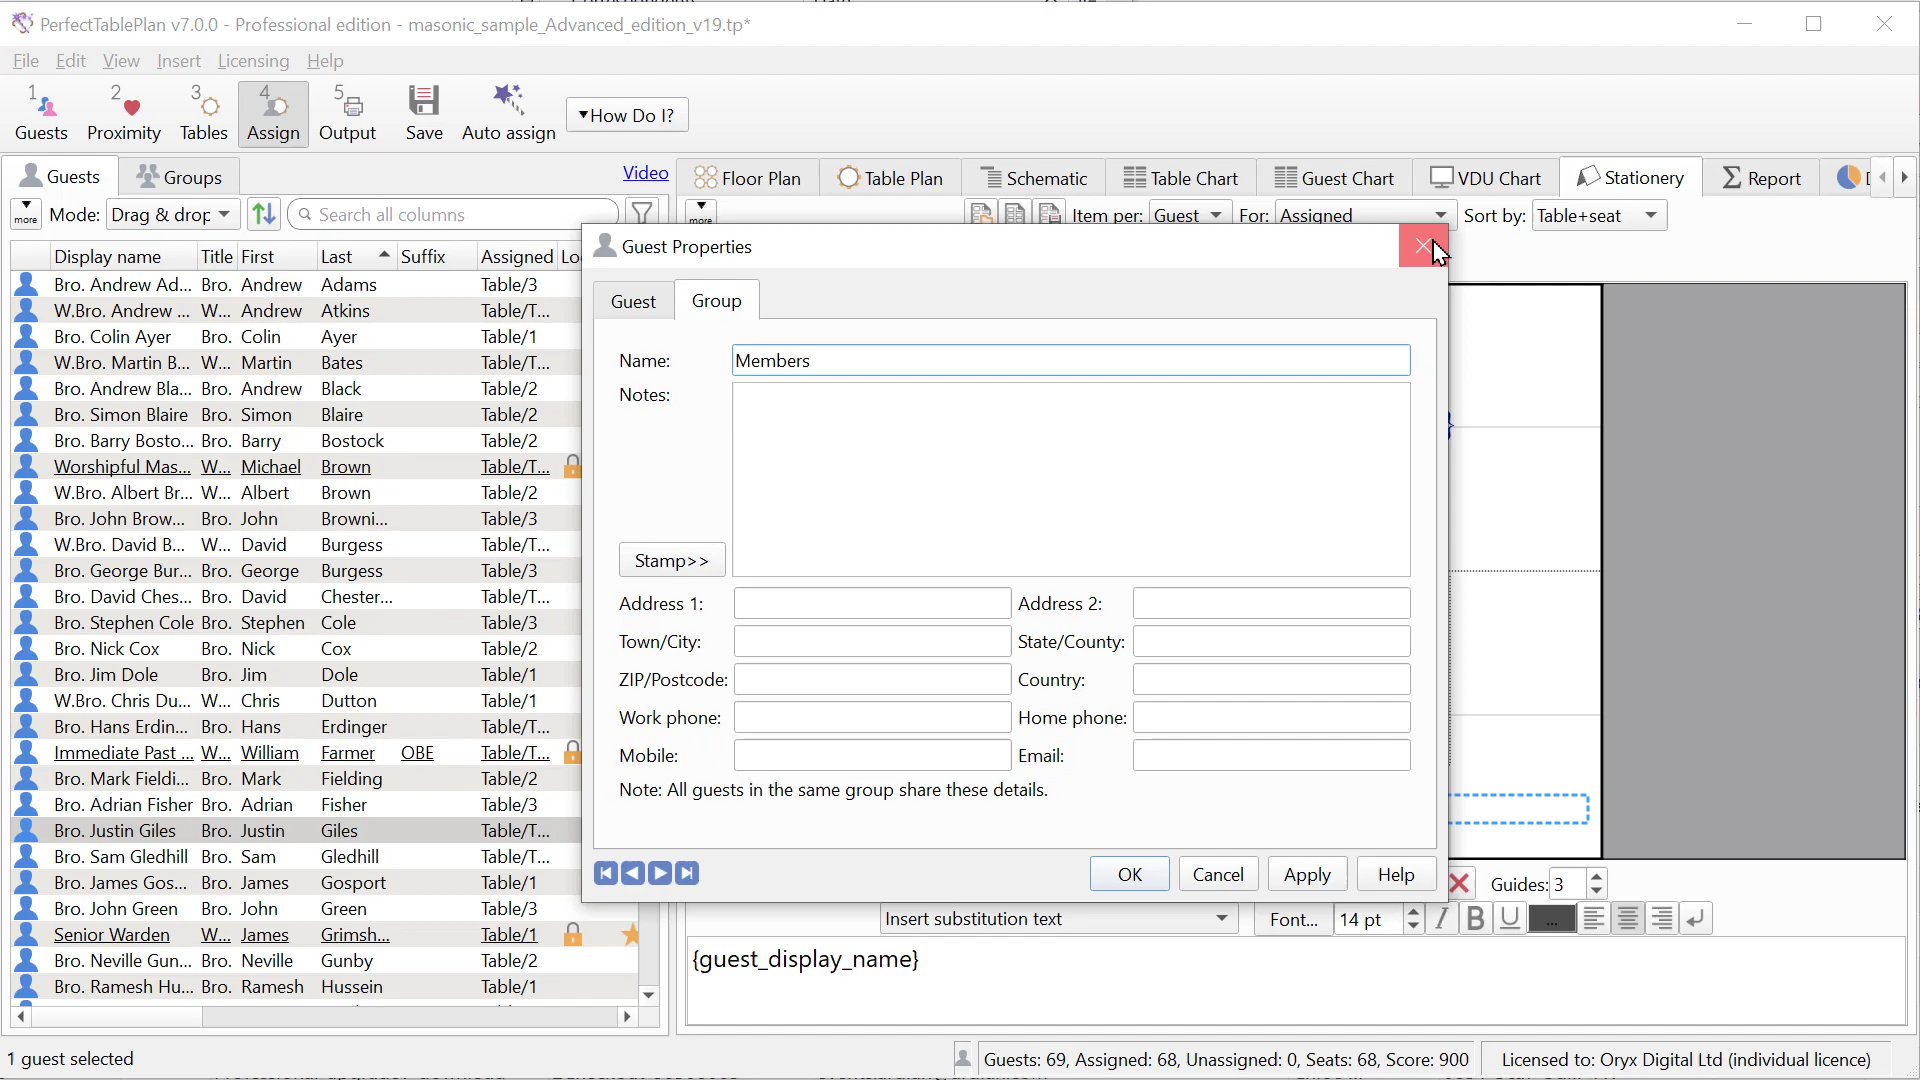 PerfectTablePlan v7.0.0 - Professional edition - masonic_sample_Advanced_edition_v19.tp*
File Edit View Insert Licensing Help
1 2 3 4 5
Guests Proximity Tables Assign Output Save Auto assign How Do I?
Guests Groups Video Floor Plan Table Plan Schematic Table Chart Guest Chart VDU Chart Stationery Report
more Mode: Drag & drop Search all columns more Item per: Guest For: Assigned Sort by: Table+seat
Display name Title First Last Suffix Assigned Lo
Bro. Andrew Ad... Bro. Andrew Adams Table/3
W.Bro. Andrew ... W... Andrew Atkins Table/T...
Bro. Colin Ayer Bro. Colin Ayer Table/1
W.Bro. Martin B... W... Martin Bates Table/T...
Bro. Andrew Bla... Bro. Andrew Black Table/2
Bro. Simon Blaire Bro. Simon Blaire Table/2
Bro. Barry Bosto... Bro. Barry Bostock Table/2
Worshipful Mas... W... Michael Brown Table/T...
W.Bro. Albert Br... W... Albert Brown Table/2
Bro. John Brow... Bro. John Browni... Table/3
W.Bro. David B... W... David Burgess Table/T...
Bro. George Bur... Bro. George Burgess Table/3
Bro. David Ches... Bro. David Chester... Table/T...
Bro. Stephen Cole Bro. Stephen Cole Table/3
Bro. Nick Cox Bro. Nick Cox Table/2
Bro. Jim Dole Bro. Jim Dole Table/1
W.Bro. Chris Du... W... Chris Dutton Table/1
Bro. Hans Erdin... Bro. Hans Erdinger Table/T...
Immediate Past ... W... William Farmer OBE Table/T...
Bro. Mark Fieldi... Bro. Mark Fielding Table/2
Bro. Adrian Fisher Bro. Adrian Fisher Table/3
Bro. Justin Giles Bro. Justin Giles Table/T...
Bro. Sam Gledhill Bro. Sam Gledhill Table/T...
Bro. James Gos... Bro. James Gosport Table/1
Bro. John Green Bro. John Green Table/3
Senior Warden W... James Grimsh... Table/1
Bro. Neville Gun... Bro. Neville Gunby Table/2
Bro. Ramesh Hu... Bro. Ramesh Hussein Table/1
Guest Properties
Guest Group
Name: Members
Notes:
Stamp>>
Address 1: Address 2:
Town/City: State/County:
ZIP/Postcode: Country:
Work phone: Home phone:
Mobile: Email:
Note: All guests in the same group share these details.
OK Cancel Apply Help
}
Guides: 3
Insert substitution text Font... 14 pt I B U ...
{guest_display_name}
1 guest selected Guests: 69, Assigned: 68, Unassigned: 0, Seats: 68, Score: 900 Licensed to: Oryx Digital Ltd (individual licence)